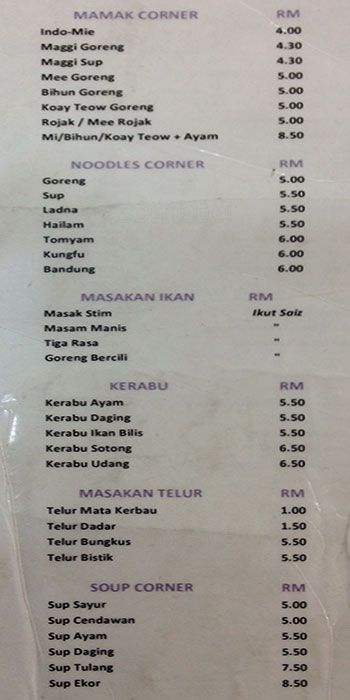 MAMAK CORNER RM
Indo-Mie 4.00
Maggi Goreng 4.30
Maggi Sup 4.30
Mee Goreng 5.00
Bihun Goreng 5.00
Koay Teow Goreng 5.00
Rojak / Mee Rojak 5.00
Mi/Bihun/Koay Teow + Ayam 8.50
NOODLES CORNER RM
Goreng 5.00
Sup 5.50
Ladna 5.50
Hailam 5.50
Tomyam 6.00
Kungfu 6.00
Bandung 6.00
MASAKAN IKAN RM
Masak Stim Ikut Saiz
Masam Manis "
Tiga Rasa "
Goreng Bercili "
KERABU RM
Kerabu Ayam 5.50
Kerabu Daging 5.50
Kerabu Ikan Bilis 5.50
Kerabu Sotong 6.50
Kerabu Udang 6.50
MASAKAN TELUR RM
Telur Mata Kerbau 1.00
Telur Dadar 1.50
Telur Bungkus 5.50
Telur Bistik 5.50
SOUP CORNER RM
Sup Sayur 5.00
Sup Cendawan 5.00
Sup Ayam 5.50
Sup Daging 5.50
Sup Tulang 7.50
Sup Ekor 8.50